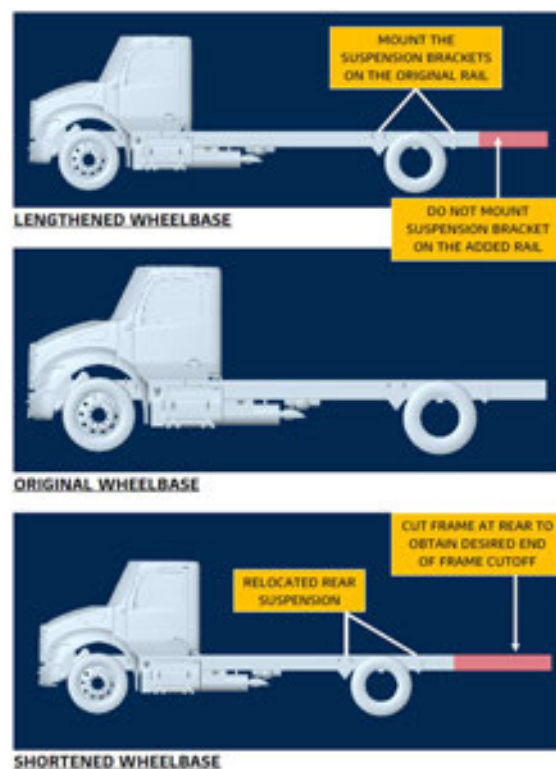 MOUNT THE
SUSPENSION BRACKETS
ON THE ORIGINAL RAIL
LENGTHENED WHEELBASE
DO NOT MOUNT
SUSPENSION BRACKET
ON THE ADDED RAIL
ORIGINAL WHEELBASE
CUT FRAME AT REAR TO
OBTAIN DESIRED END
OF FRAME CUTOFF
RELOCATED REAR
SUSPENSION
SHORTENED WHEELBASE